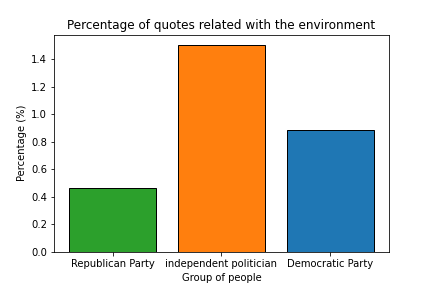 Percentage of quotes related with the environment
Percentage (%)
1.4
1.2
1.0
0.8
0.6
0.4
0.2
0.0
Republican Party independent politician Democratic Party
Group of people